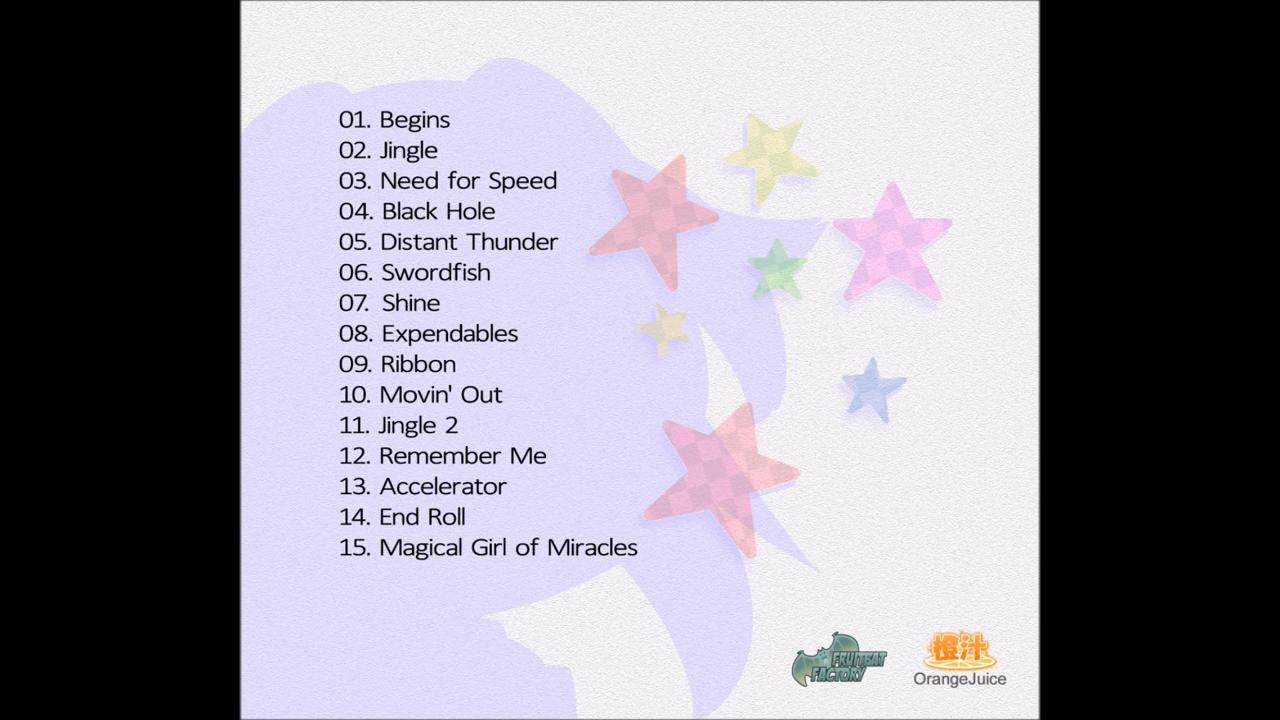 01. Begins
02. Jingle
03. Need for Speed
04. Black Hole
05. Distant Thunder
06. Swordfish
07. Shine
08. Expendables
09. Ribbon
10. Movin' Out
11. Jingle 2
12. Remember Me
13. Accelerator
14. End Roll
15. Magical Girl of Miracles
FRUITBAT
FACTORY
橙汁
OrangeJuice